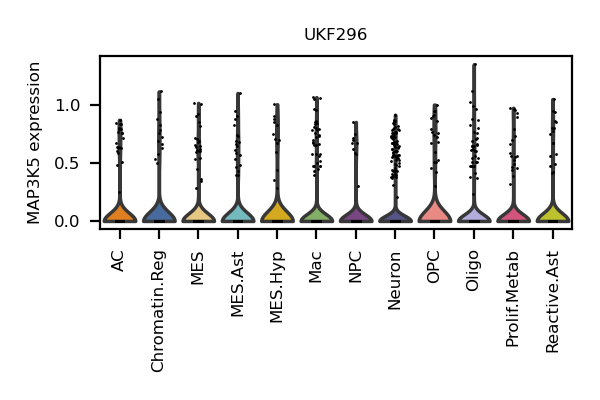 UKF296
MAP3K5 expression
1.0
0.5
0.0
AC
Chromatin.Reg
MES
MES.Ast
MES.Hyp
Mac
NPC
Neuron
OPC
Oligo
Prolif.Metab
Reactive.Ast